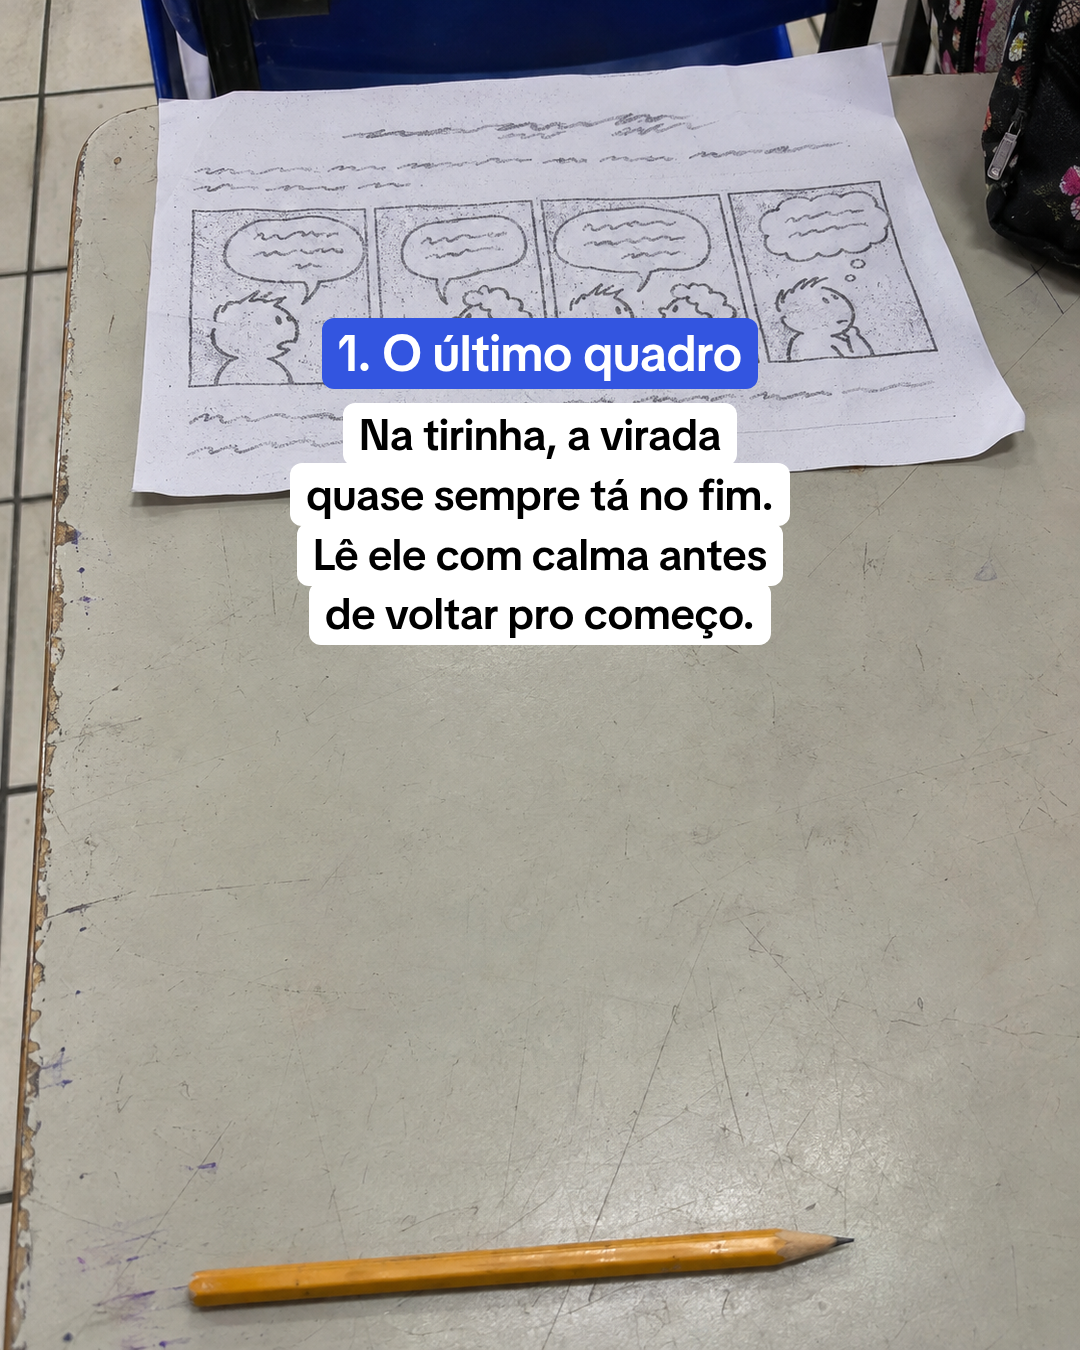 1. O último quadro
Na tirinha, a virada
quase sempre tá no fim.
Lê ele com calma antes
de voltar pro começo.